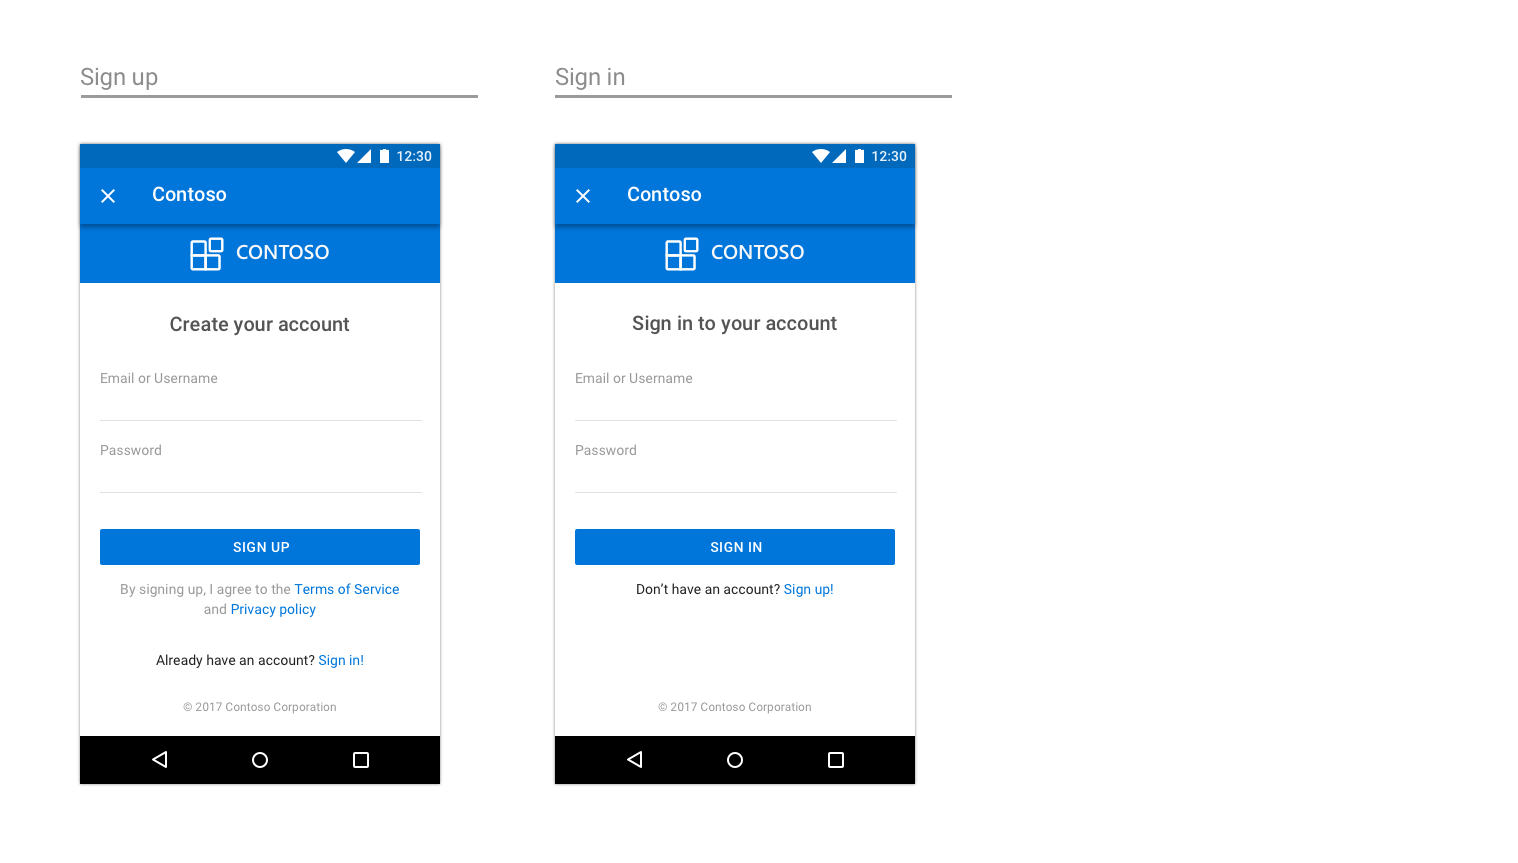 Sign up
12:30
Contoso
CONTOSO
Create your account
Email or Username
Password
SIGN UP
By signing up, I agree to the Terms of Service
and Privacy policy
Already have an account? Sign in!
© 2017 Contoso Corporation
Sign in
12:30
Contoso
CONTOSO
Sign in to your account
Email or Username
Password
SIGN IN
Don’t have an account? Sign up!
© 2017 Contoso Corporation